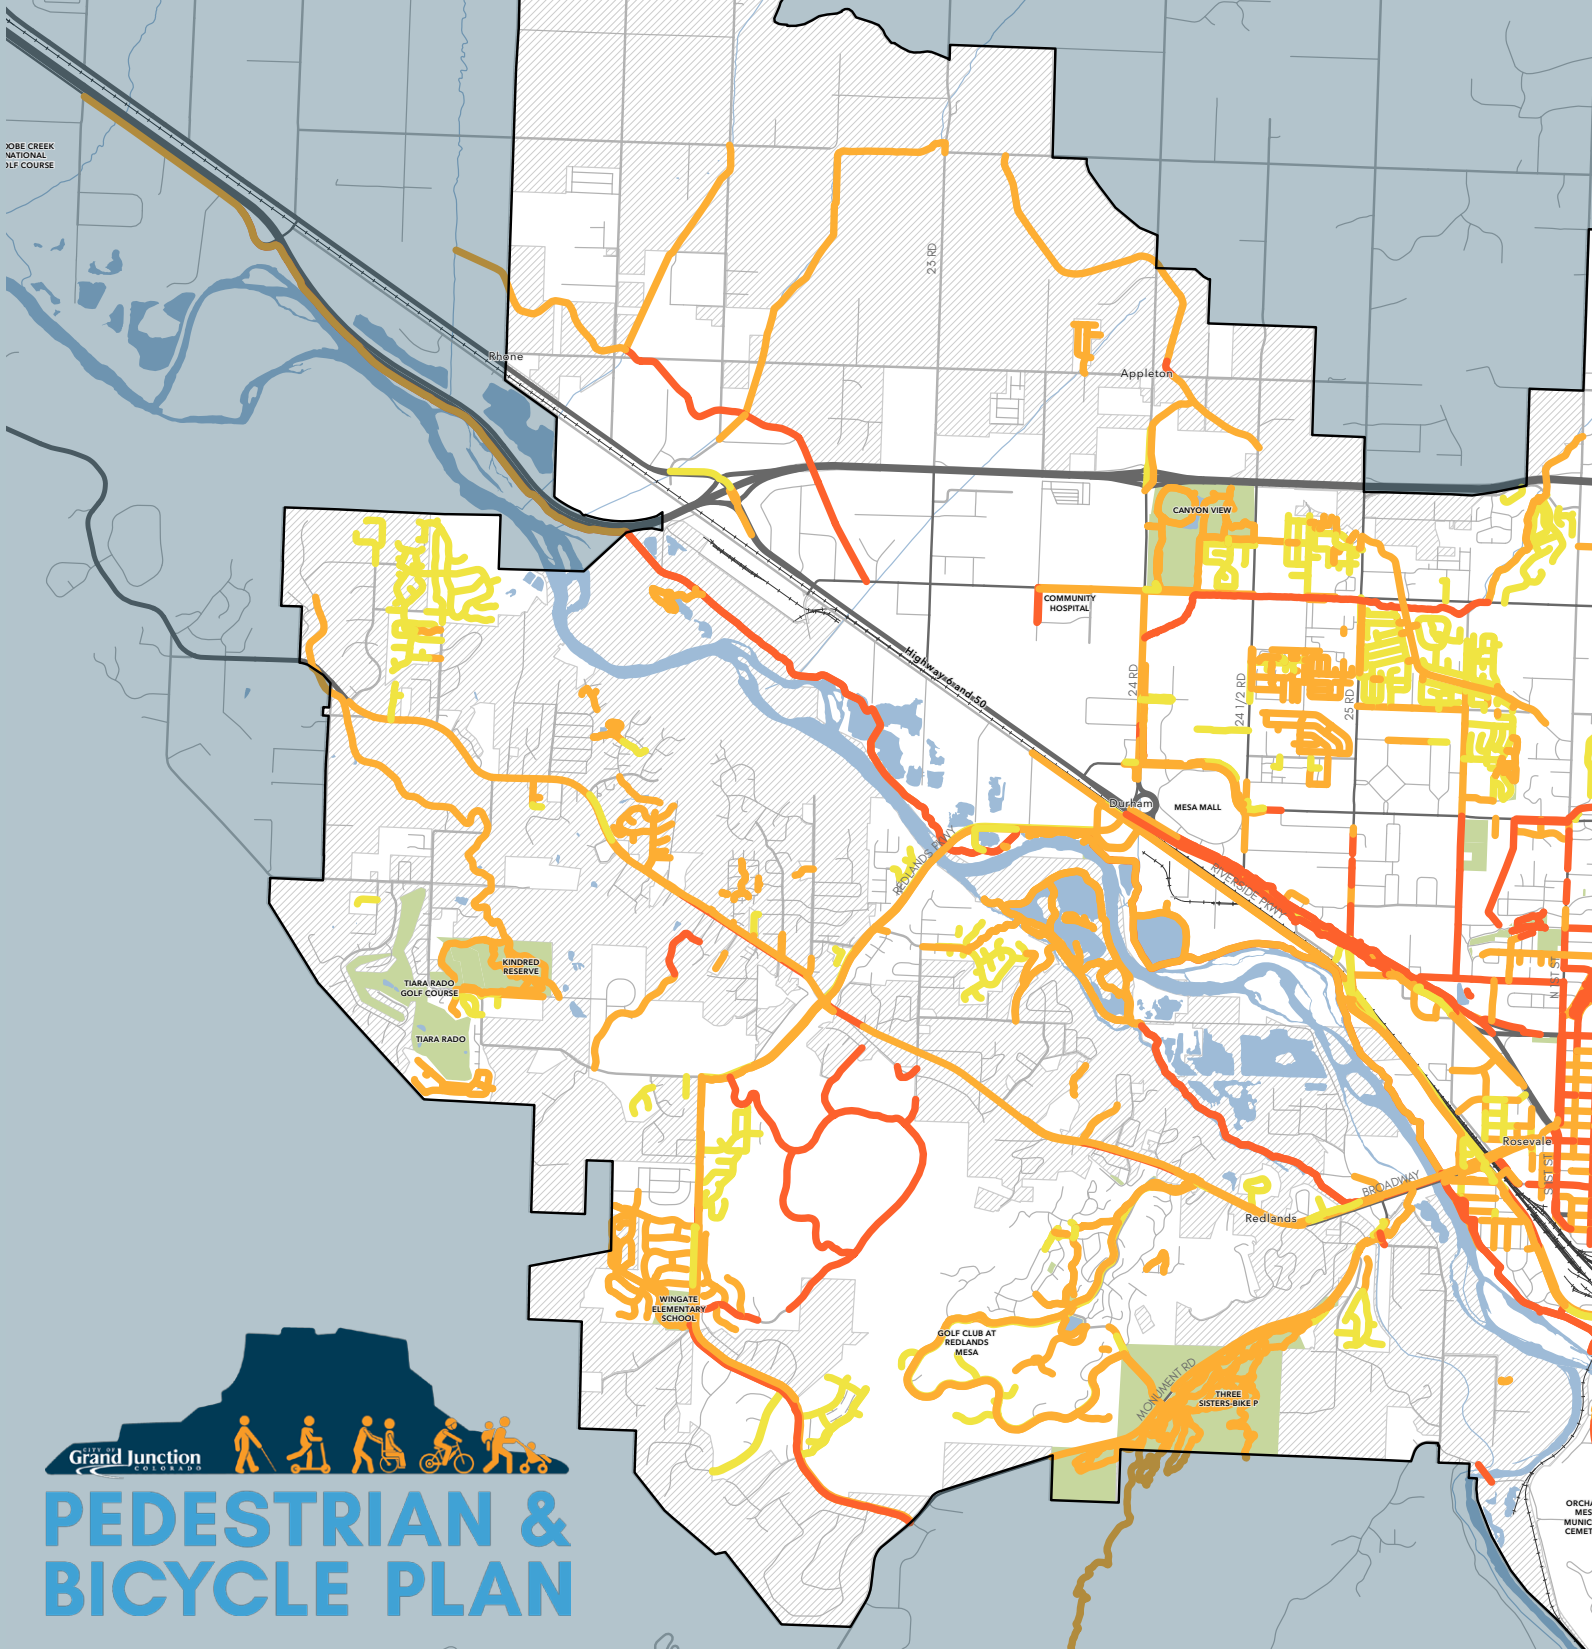 OBE CREEK
NATIONAL
OLF COURSE
23 RD
Rhone
Appleton
CANYON VIEW
COMMUNITY
HOSPITAL
Highway 6 and 50
24 RD
24 1/2 RD
25 RD
Durham
MESA MALL
REDLANDS PKWY
RIVERSIDE PKWY
KINDRED
RESERVE
TIARA RADO
GOLF COURSE
TIARA RADO
N 1ST ST
Rosevale
S 1ST ST
BROADWAY
Redlands
WINGATE
ELEMENTARY
SCHOOL
GOLF CLUB AT
REDLANDS
MESA
MONUMENT RD
THREE
SISTERS-BIKE P
CITY OF
Grand Junction
COLORADO
PEDESTRIAN &
BICYCLE PLAN
ORCHA
MES
MUNIC
CEMET